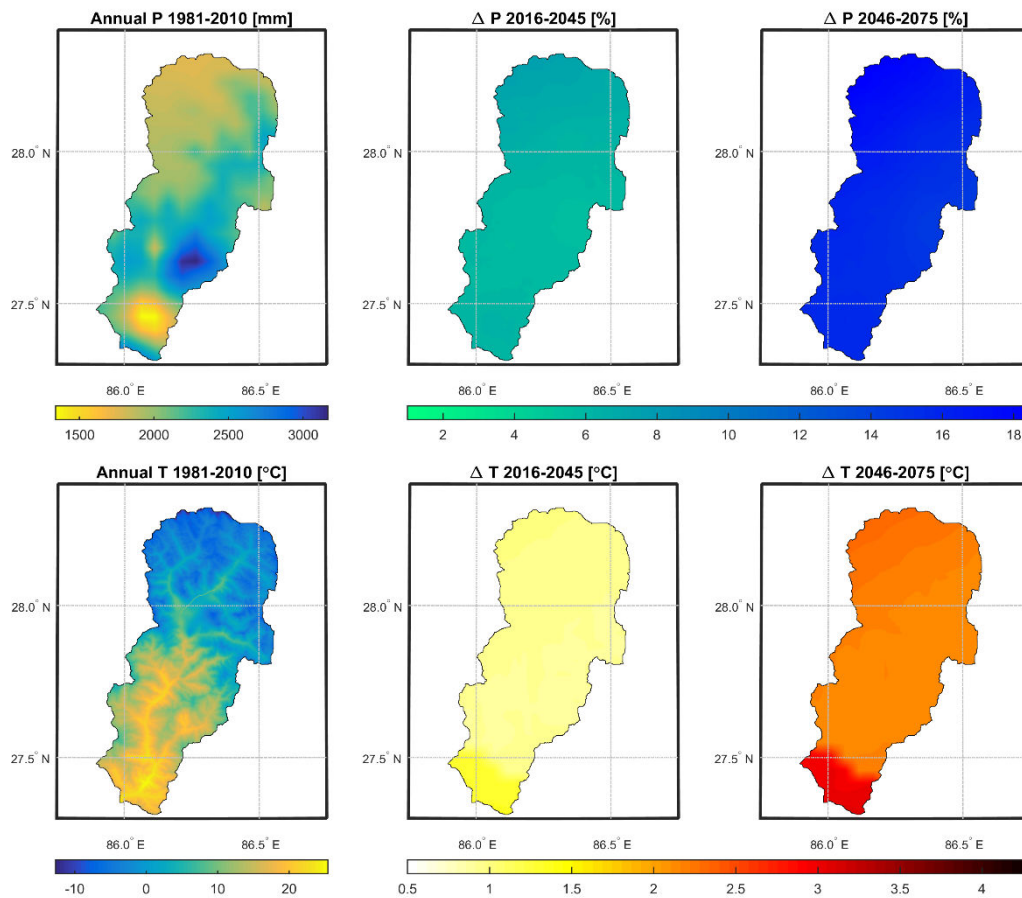 Annual P 1981-2010 [mm]
Δ P 2016-2045 [%]
Δ P 2046-2075 [%]
28.0° N
28.0° N
28.0° N
27.5° N
27.5° N
27.5° N
86.0° E 86.5° E
86.0° E 86.5° E
86.0° E 86.5° E
1500 2000 2500 3000
2 4 6 8 10 12 14 16 18
Annual T 1981-2010 [°C]
Δ T 2016-2045 [°C]
Δ T 2046-2075 [°C]
28.0° N
28.0° N
28.0° N
27.5° N
27.5° N
27.5° N
86.0° E 86.5° E
86.0° E 86.5° E
86.0° E 86.5° E
-10 0 10 20
0.5 1 1.5 2 2.5 3 3.5 4